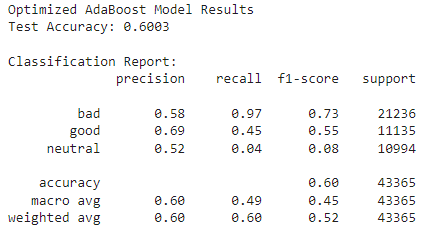 Optimized AdaBoost Model Results
Test Accuracy: 0.6003
Classification Report:
precision recall f1-score support
bad 0.58 0.97 0.73 21236
good 0.69 0.45 0.55 11135
neutral 0.52 0.04 0.08 10994
accuracy 0.60 43365
macro avg 0.60 0.49 0.45 43365
weighted avg 0.60 0.60 0.52 43365